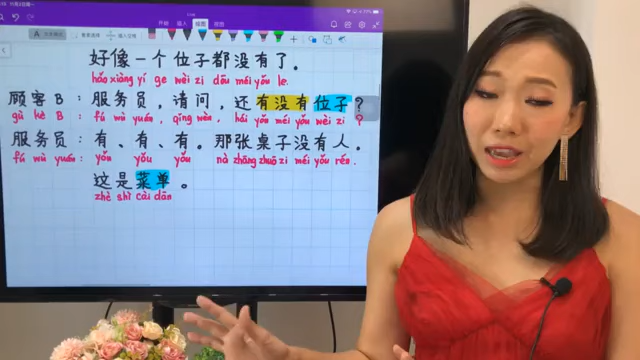 好像一个位子都没有了。
hǎo xiàng yí ge wèi zi dōu méi yǒu le.
顾客 B : 服务员，请问，还有没有位子？
gù kè B : fú wù yuán, qǐng wèn, hái yǒu méi yǒu wèi zi ?
服务员 : 有、有、有。那张桌子没有人。
fú wù yuán : yǒu yǒu yǒu nà zhāng zhuō zi méi yǒu rén.
这是菜单。
zhè shì cài dān